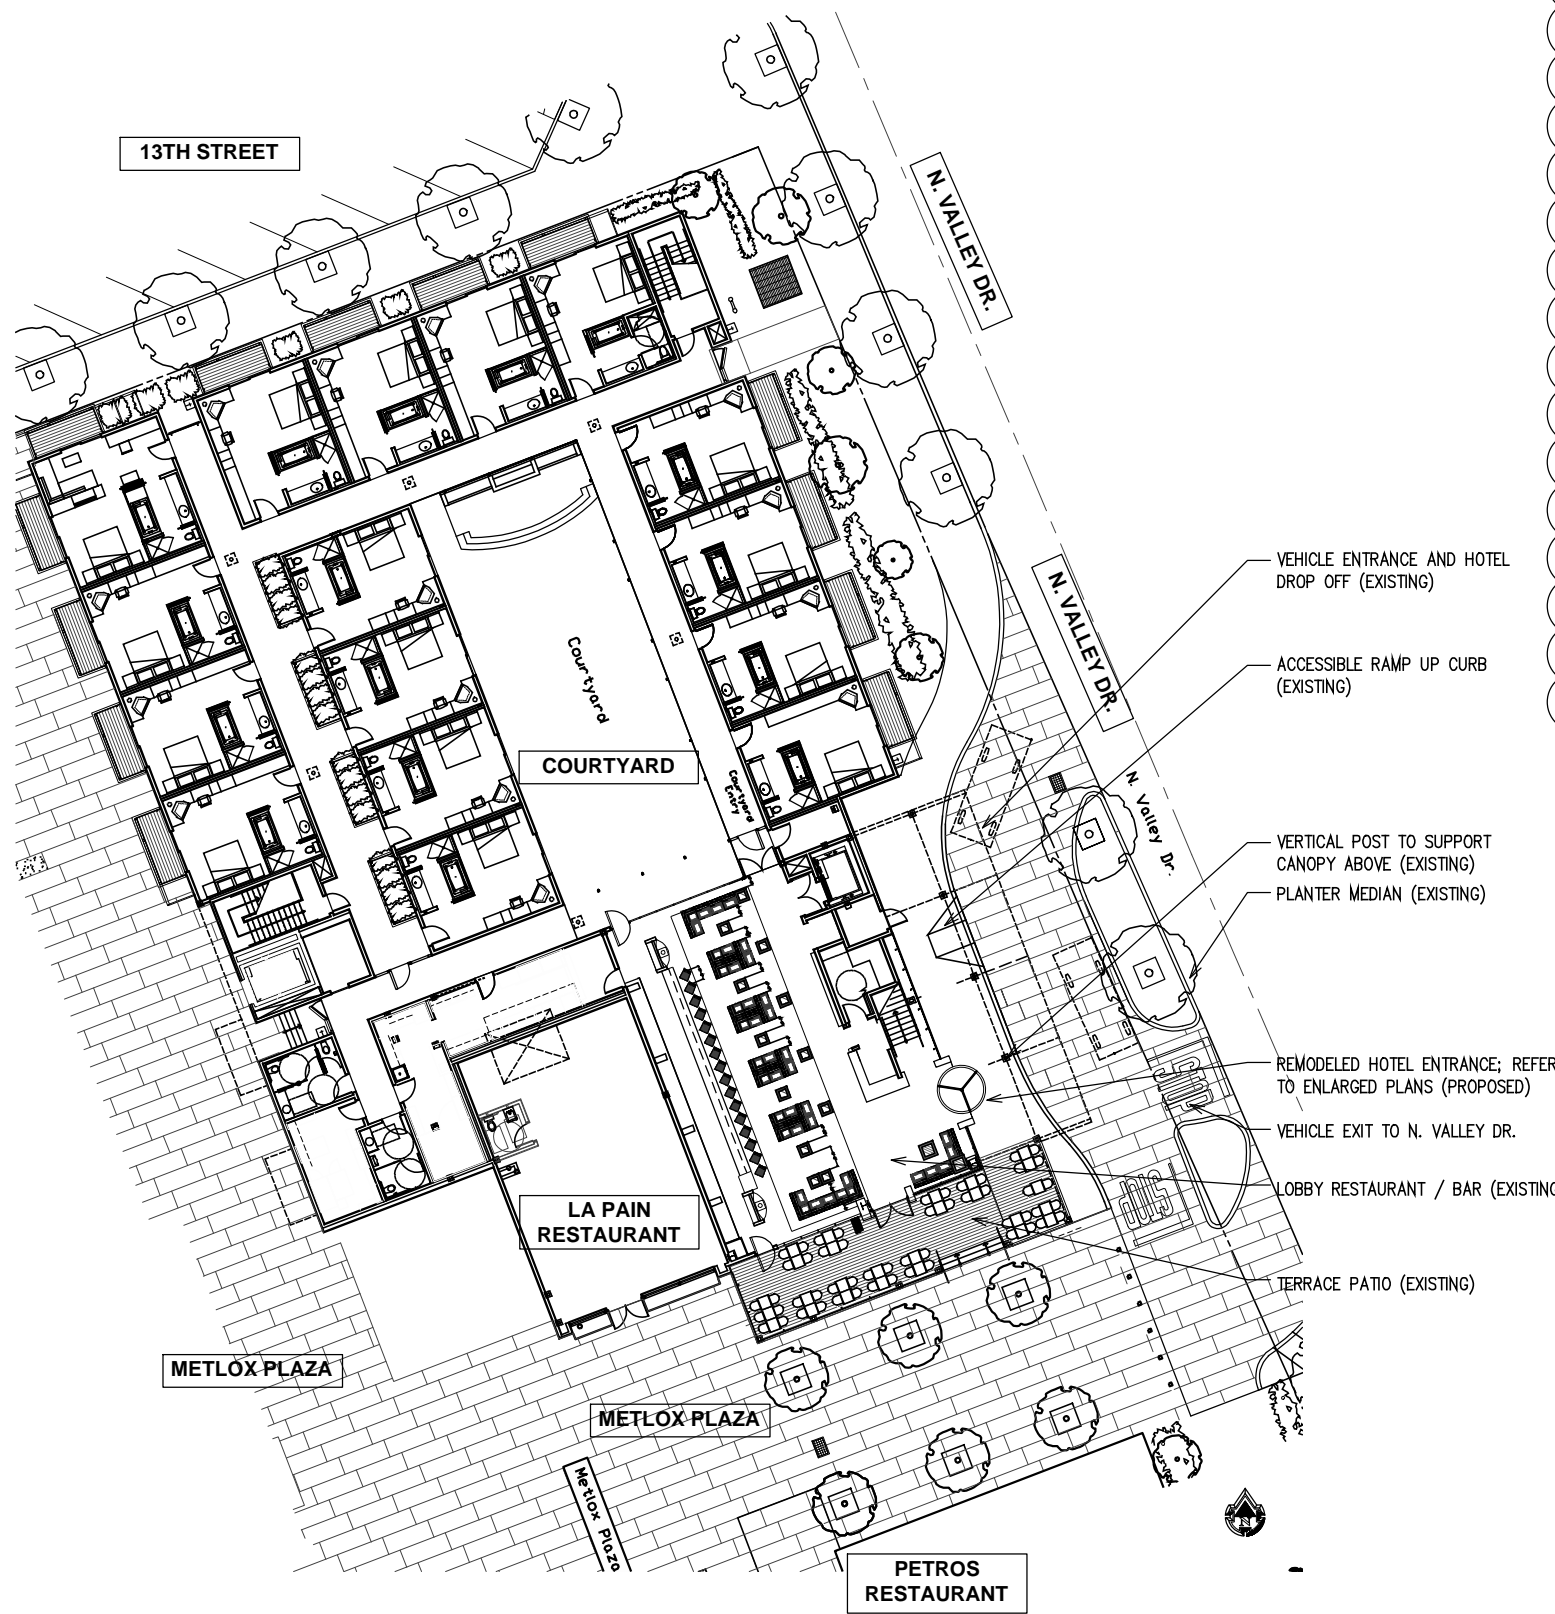 13TH STREET
N. VALLEY DR.
VEHICLE ENTRANCE AND HOTEL
DROP OFF (EXISTING)
N. VALLEY DR.
ACCESSIBLE RAMP UP CURB
(EXISTING)
Courtyard
COURTYARD
Courtyard
Entry
N. Valley Dr.
VERTICAL POST TO SUPPORT
CANOPY ABOVE (EXISTING)
PLANTER MEDIAN (EXISTING)
REMODELED HOTEL ENTRANCE; REFER
TO ENLARGED PLANS (PROPOSED)
VEHICLE EXIT TO N. VALLEY DR.
LOBBY RESTAURANT / BAR (EXISTING
LA PAIN
RESTAURANT
TERRACE PATIO (EXISTING)
METLOX PLAZA
METLOX PLAZA
Metlox Plaza
N
PETROS
RESTAURANT